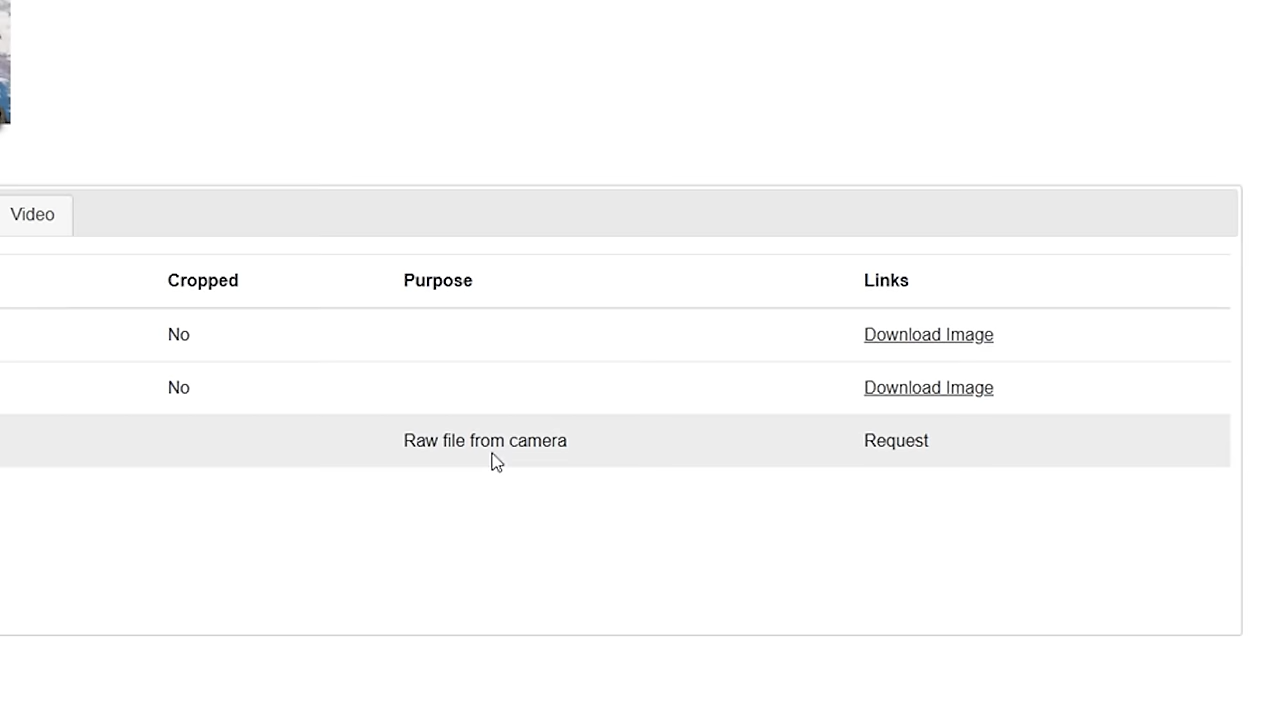 Video
Cropped Purpose Links
No Download Image
No Download Image
Raw file from camera Request